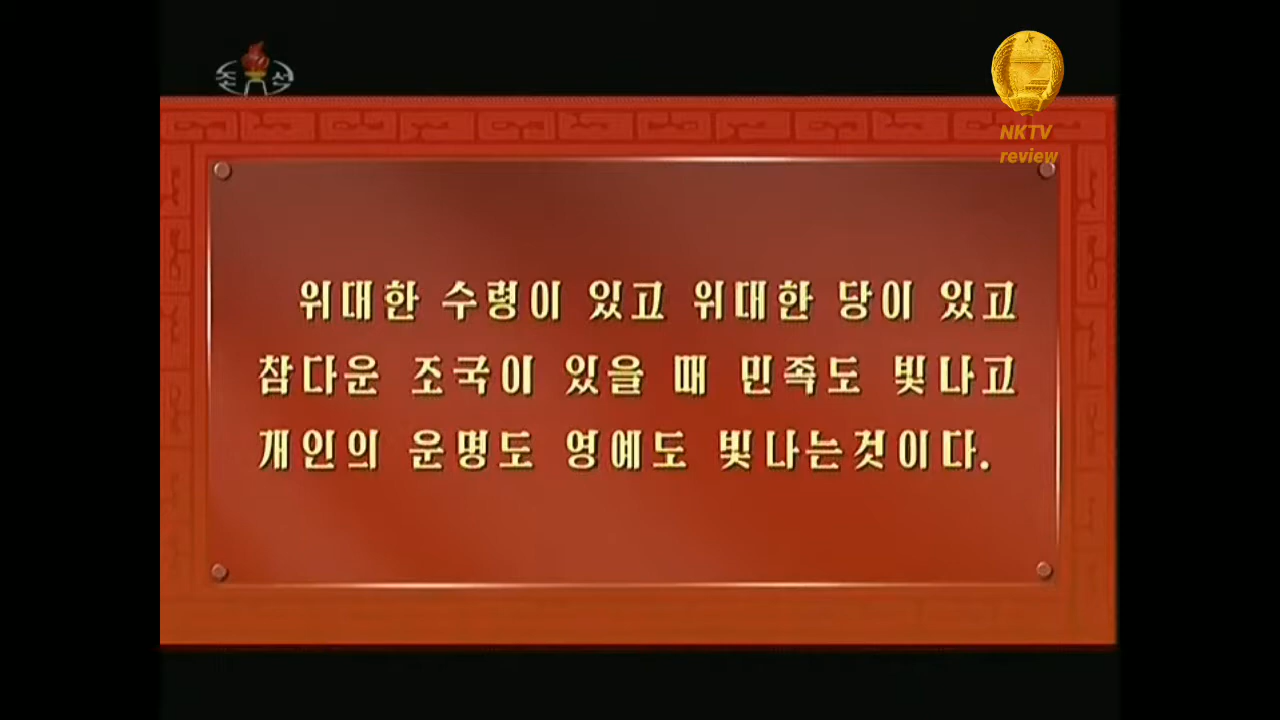 조선
NKTV
review
위대한 수령이 있고 위대한 당이 있고
참다운 조국이 있을 때 민족도 빛나고
개인의 운명도 영예도 빛나는것이다.